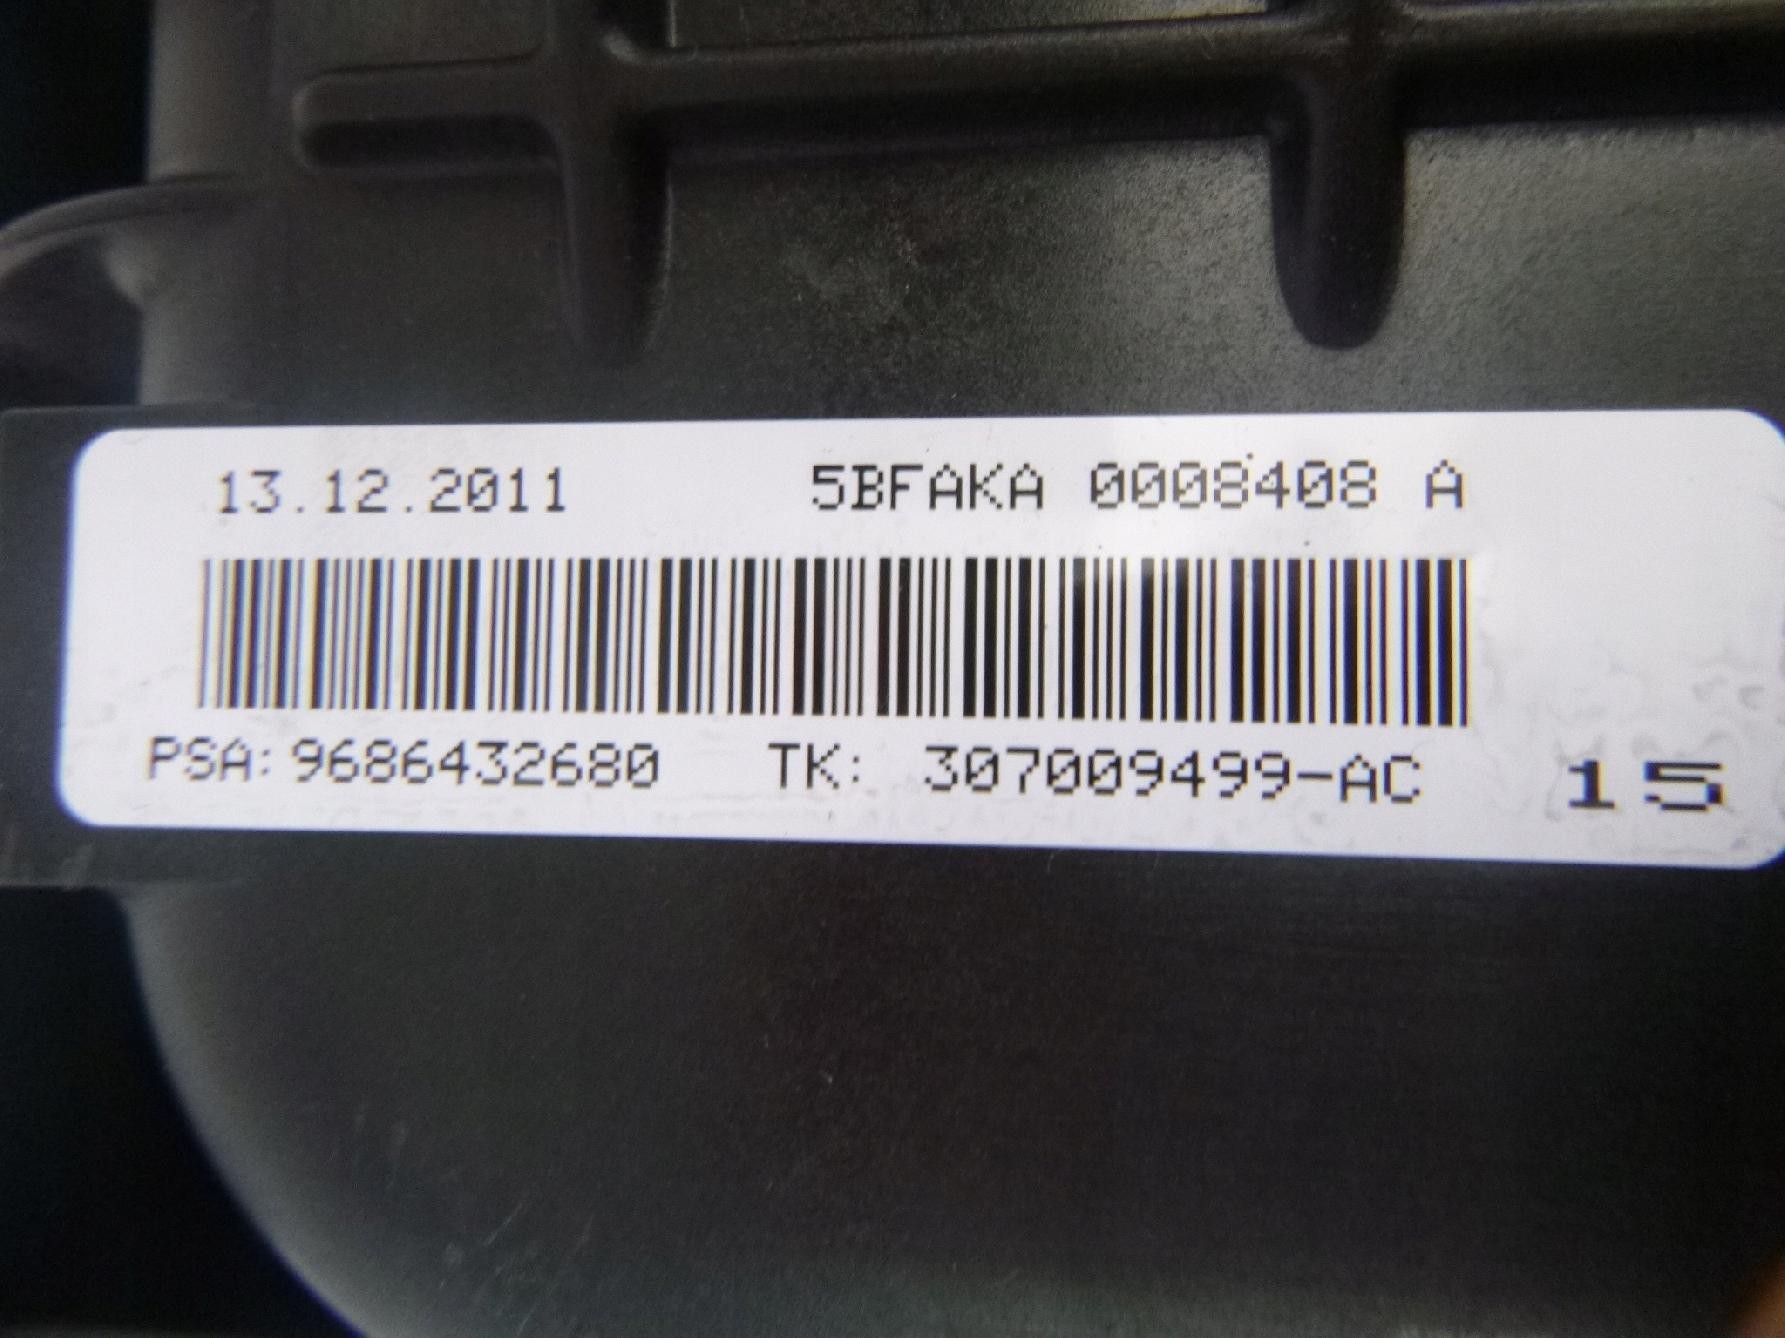 13.12.2011 5BFAKA 0008408 A
PSA:9686432680 TK: 307009499-AC 15